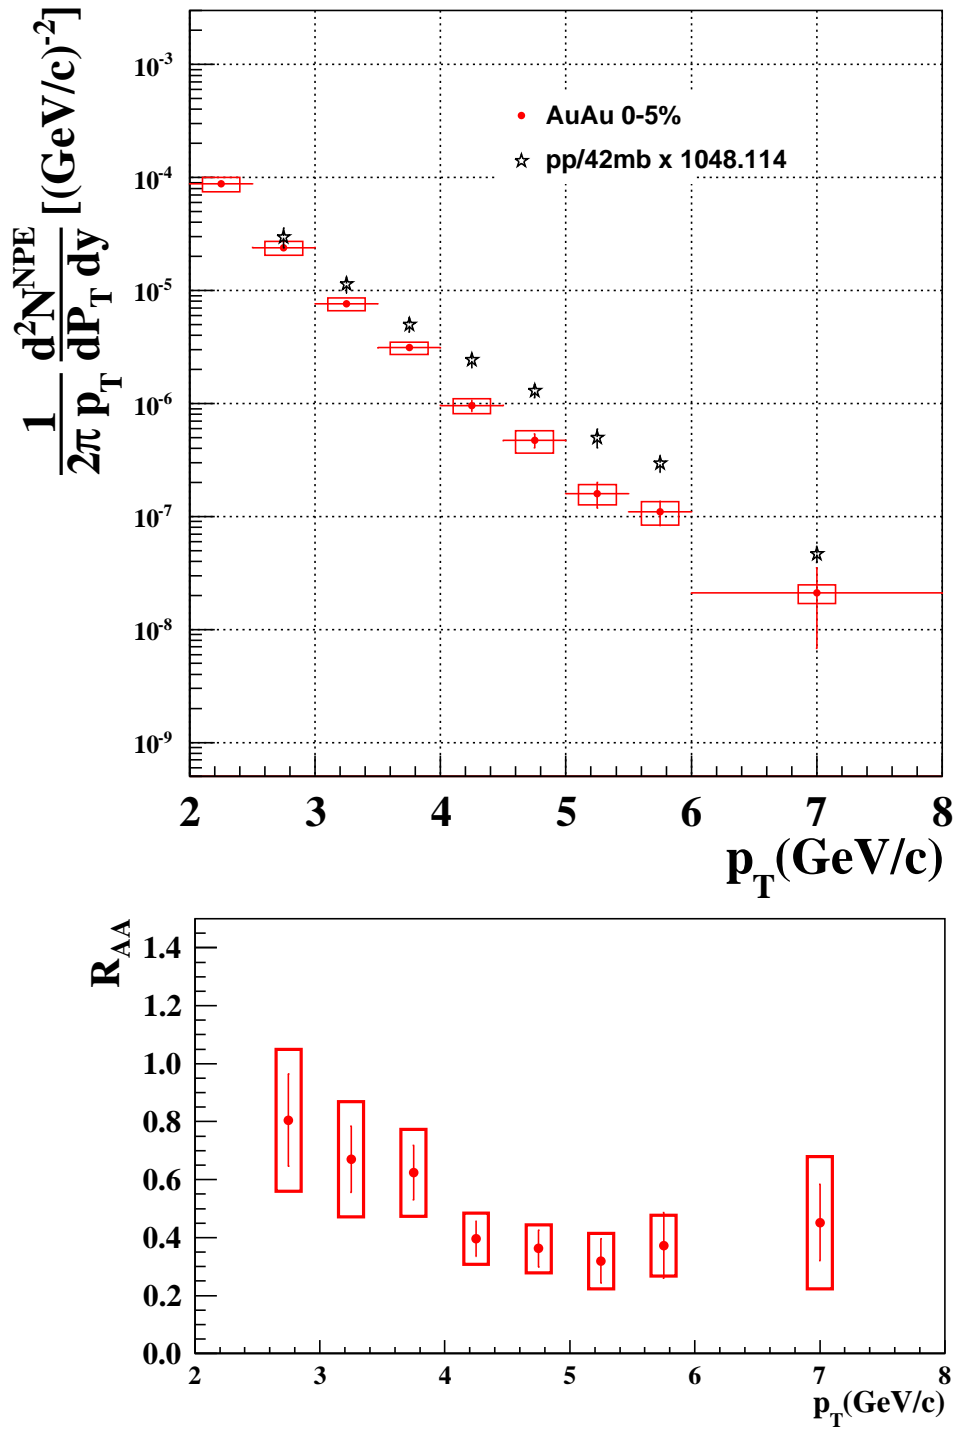 1/(2π p_T) d²N^NPE/(dP_T dy) [(GeV/c)^-2]
10^-3
10^-4
10^-5
10^-6
10^-7
10^-8
10^-9
AuAu 0-5%
pp/42mb x 1048.114
2 3 4 5 6 7 8
p_T(GeV/c)
R_AA
1.4
1.2
1.0
0.8
0.6
0.4
0.2
0.0
2 3 4 5 6 7 8
p_T(GeV/c)